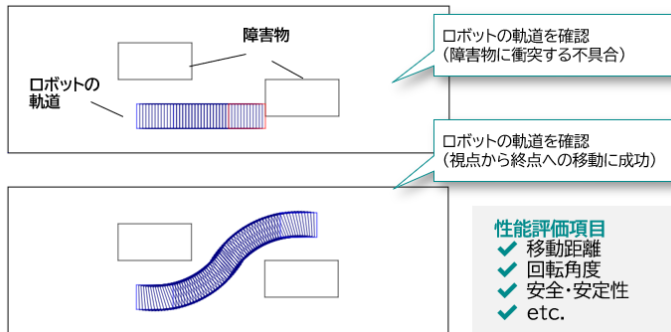 障害物
ロボットの
軌道
ロボットの軌道を確認
(障害物に衝突する不具合)
ロボットの軌道を確認
(視点から終点への移動に成功)
性能評価項目
✓ 移動距離
✓ 回転角度
✓ 安全・安定性
✓ etc.